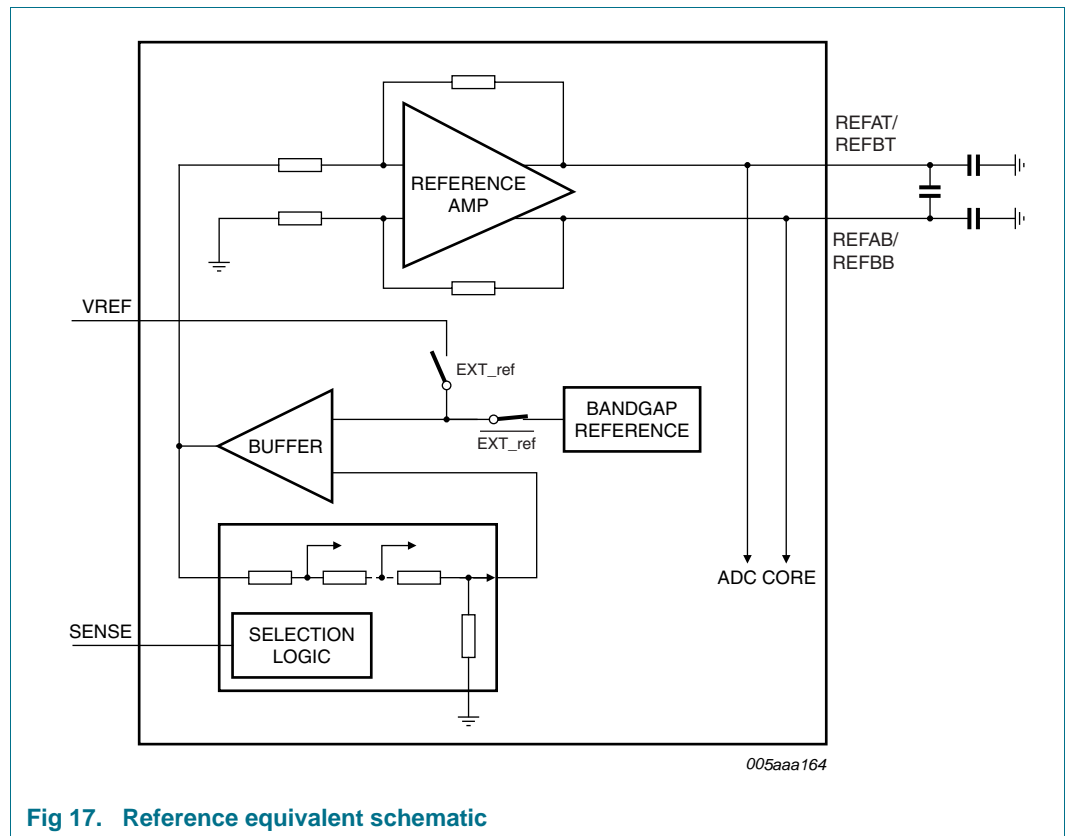 REFERENCE
AMP
REFAT/
REFBT
REFAB/
REFBB
VREF
EXT_ref
BANDGAP
REFERENCE
EXT_ref
BUFFER
ADC CORE
SENSE
SELECTION
LOGIC
005aaa164
Fig 17. Reference equivalent schematic